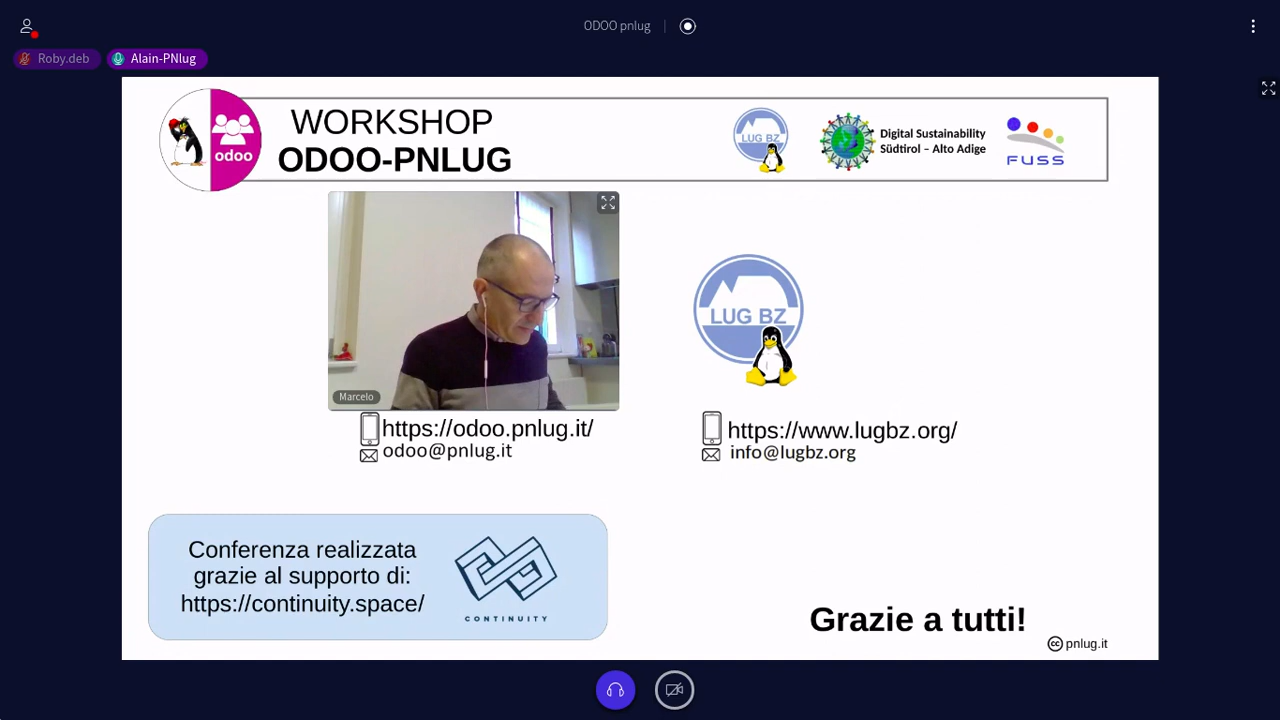 ODOO pnlug
Roby.deb
Alain-PNlug
WORKSHOP
ODOO-PNLUG
odoo
LUG BZ
Digital Sustainability
Südtirol – Alto Adige
FUSS
Marcelo
LUG BZ
https://odoo.pnlug.it/
odoo@pnlug.it
https://www.lugbz.org/
info@lugbz.org
Conferenza realizzata
grazie al supporto di:
https://continuity.space/
CONTINUITY
Grazie a tutti!
cc pnlug.it